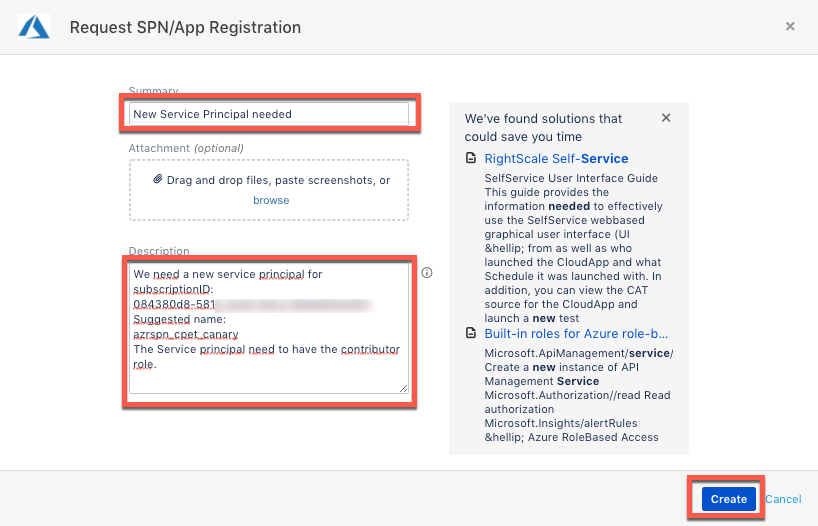 Request SPN/App Registration
Summary
New Service Principal needed
Attachment (optional)
Drag and drop files, paste screenshots, or
browse
Description
We need a new service principal for
subscriptionID:
084380d8-581
Suggested name:
azrspn_cpet_canary
The Service principal need to have the contributor
role.
We've found solutions that
could save you time
RightScale Self-Service
SelfService User Interface Guide
This guide provides the
information needed to effectively
use the SelfService webbased
graphical user interface (UI
&hellip; from as well as who
launched the CloudApp and what
Schedule it was launched with. In
addition, you can view the CAT
source for the CloudApp and
launch a new test
Built-in roles for Azure role-b...
Microsoft.ApiManagement/service/
Create a new instance of API
Management Service
Microsoft.Authorization//read Read
authorization
Microsoft.Insights/alertRules
&hellip; Azure RoleBased Access
Create
Cancel